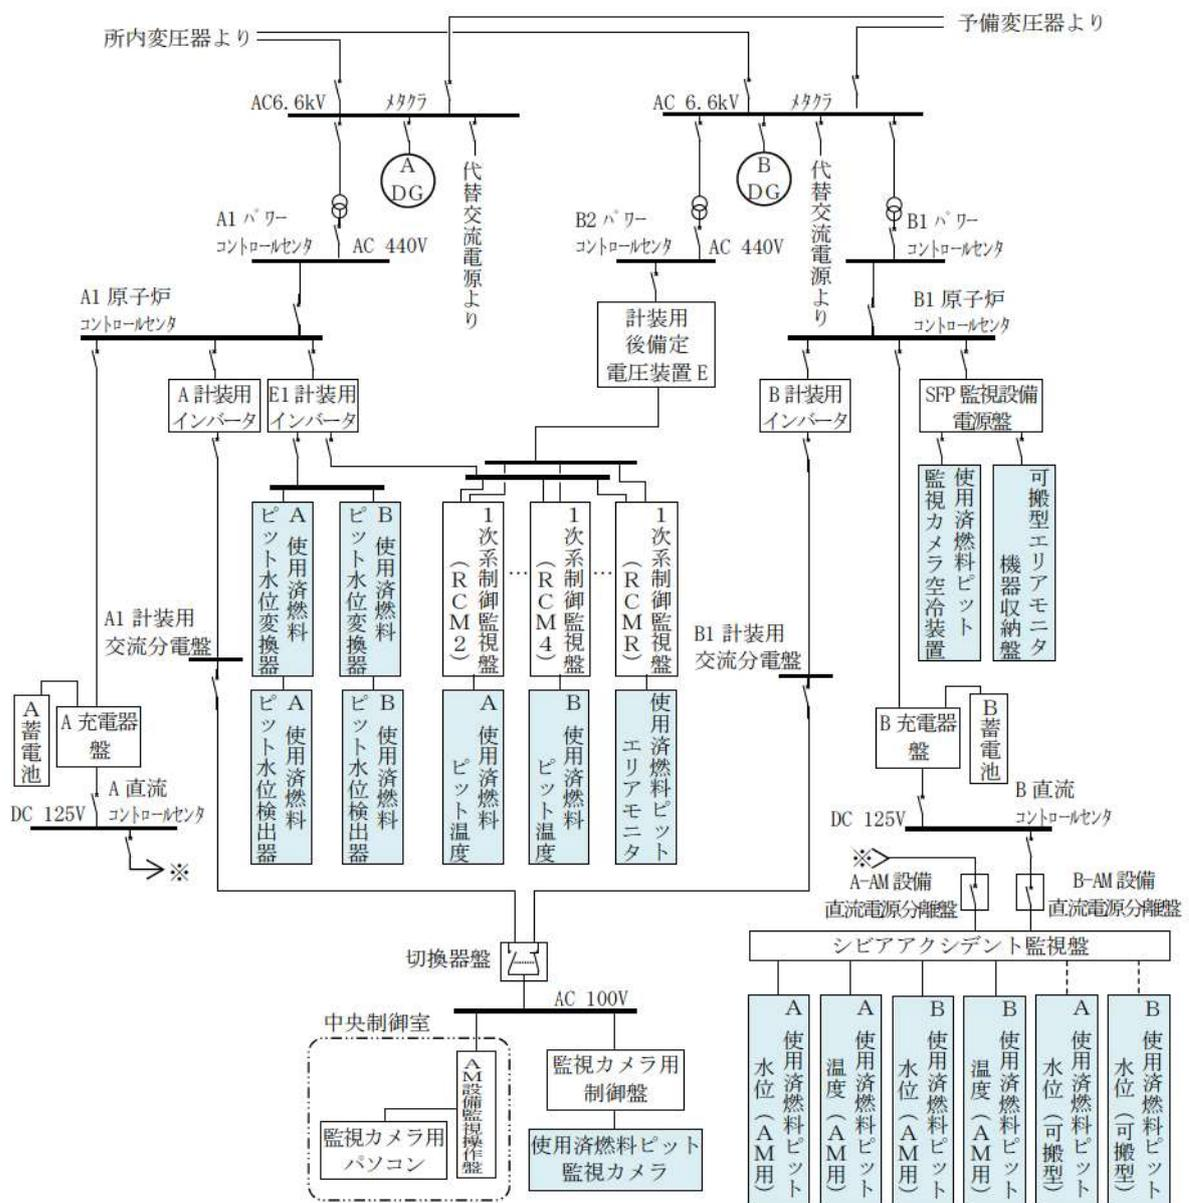 所内変圧器より
予備変圧器より
AC6.6kV
メタクラ
AC 6.6kV
メタクラ
A
DG
代替交流電源より
B
DG
代替交流電源より
A1 パワー
コントロールセンタ
AC 440V
B2 パワー
コントロールセンタ
AC 440V
B1 パワー
コントロールセンタ
A1 原子炉
コントロールセンタ
計装用
後備定
電圧装置 E
B1 原子炉
コントロールセンタ
A 計装用
インバータ
E1 計装用
インバータ
B 計装用
インバータ
SFP 監視設備
電源盤
A 使用済燃料
ピット水位変換器
B 使用済燃料
ピット水位変換器
1次系制御監視盤
(RCM2)
…
1次系制御監視盤
(RCM4)
…
1次系制御監視盤
(RCMR)
使用済燃料ピット
監視カメラ空冷装置
可搬型エリアモニタ
機器収納盤
A1 計装用
交流分電盤
B1 計装用
交流分電盤
A 使用済燃料
ピット水位検出器
B 使用済燃料
ピット水位検出器
A 使用済燃料
ピット温度
B 使用済燃料
ピット温度
使用済燃料ピット
エリアモニタ
A蓄電池
A 充電器
盤
B 充電器
盤
B蓄電池
A 直流
コントロールセンタ
DC 125V
※
B 直流
コントロールセンタ
DC 125V
※
A-AM 設備
直流電源分離盤
B-AM 設備
直流電源分離盤
シビアアクシデント監視盤
切換器盤
AC 100V
中央制御室
AM設備監視操作盤
監視カメラ用
パソコン
監視カメラ用
制御盤
使用済燃料ピット
監視カメラ
A 使用済燃料ピット
水位(AM用)
A 使用済燃料ピット
温度(AM用)
B 使用済燃料ピット
水位(AM用)
B 使用済燃料ピット
温度(AM用)
A 使用済燃料ピット
水位(可搬型)
B 使用済燃料ピット
水位(可搬型)